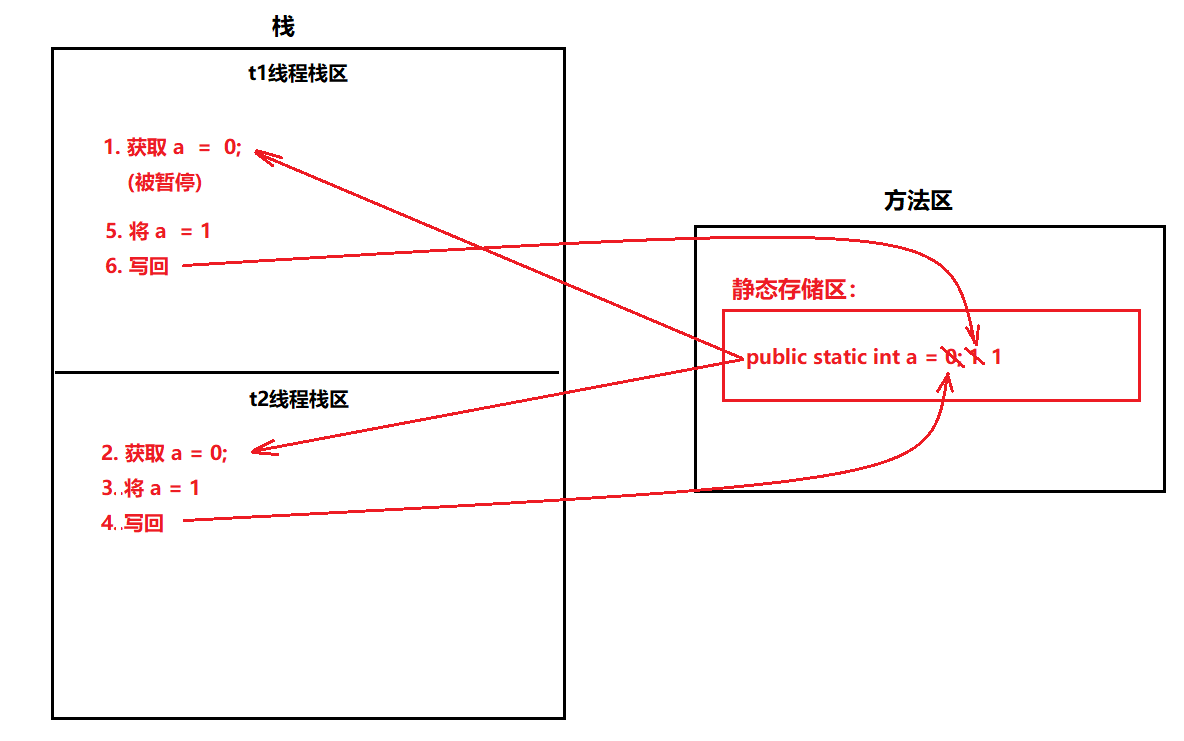 栈
t1线程栈区
1. 获取 a = 0;
(被暂停)
5. 将 a = 1
6. 写回
t2线程栈区
2. 获取 a = 0;
3. 将 a = 1
4. 写回
方法区
静态存储区：
public static int a = 0; 1 1